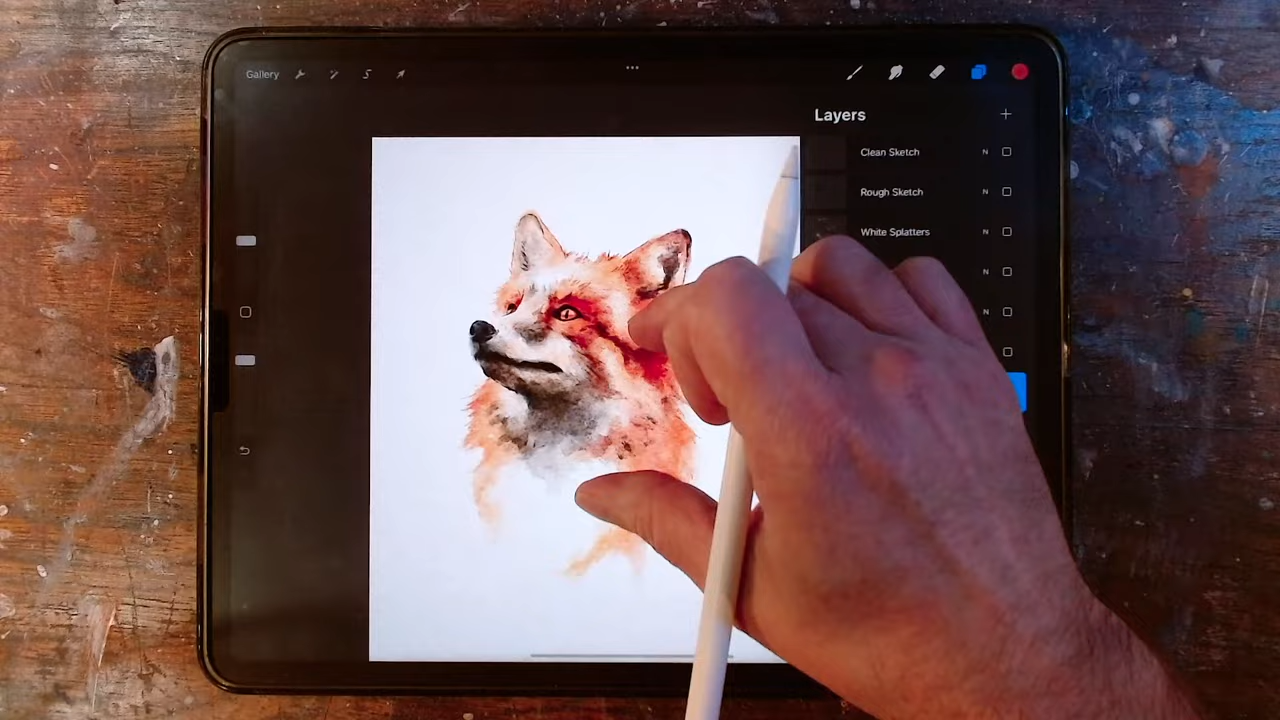 Gallery
Layers
Clean Sketch N
Rough Sketch N
White Splatters N
N
N